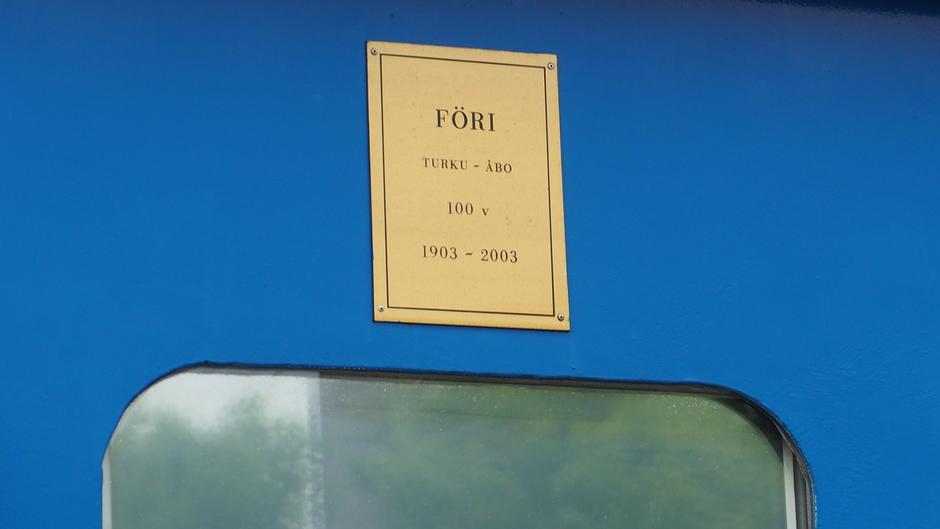 FÖRI
TURKU - ÅBO
100 v
1903 - 2003